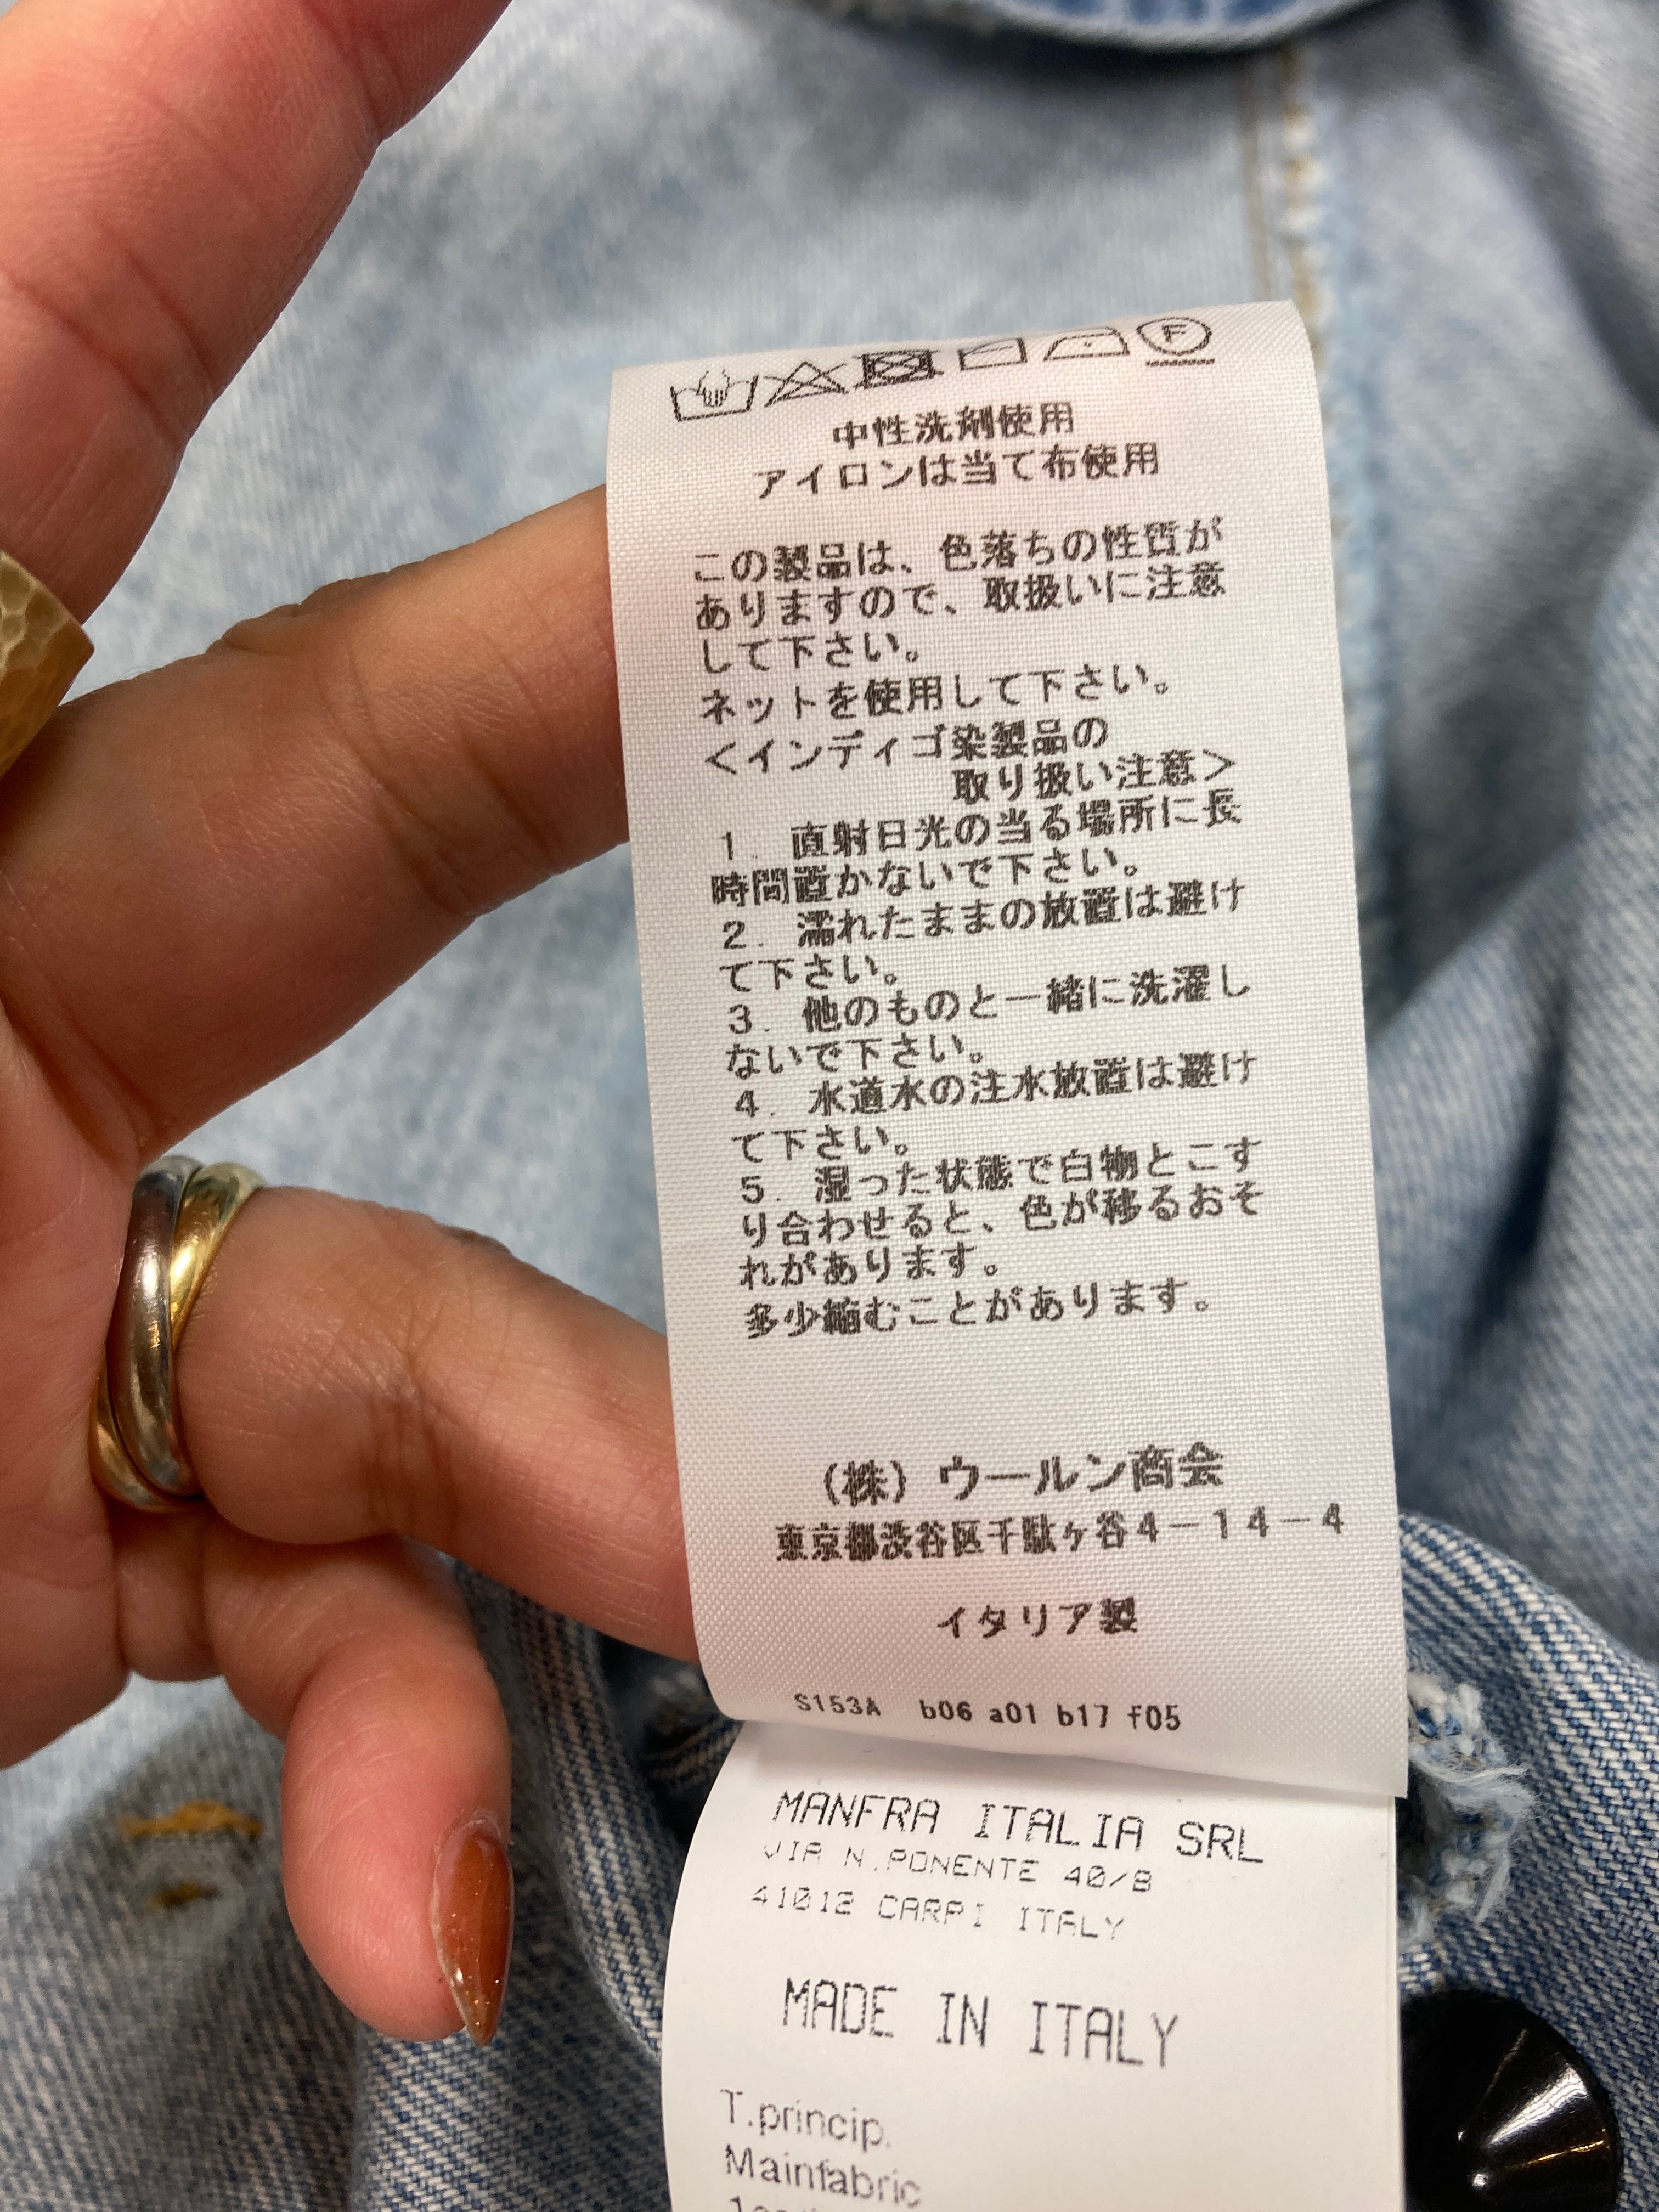 F
中性洗剤使用
アイロンは当て布使用
この製品は、色落ちの性質が
ありますので、取扱いに注意
して下さい。
ネットを使用して下さい。
＜インディゴ染製品の
取り扱い注意＞
1. 直射日光の当る場所に長
時間置かないで下さい。
2. 濡れたままの放置は避け
て下さい。
3. 他のものと一緒に洗濯し
ないで下さい。
4. 水道水の注水放置は避け
て下さい。
5. 湿った状態で白物とこす
り合わせると、色が移るおそ
れがあります。
多少縮むことがあります。
(株) ウールン商会
東京都渋谷区千駄ヶ谷4-14-4
イタリア製
S153A b06 a01 b17 f05
MANFRA ITALIA SRL
VIA N.PONENTE 40/B
41012 CARPI ITALY
MADE IN ITALY
T.princip.
Mainfabric